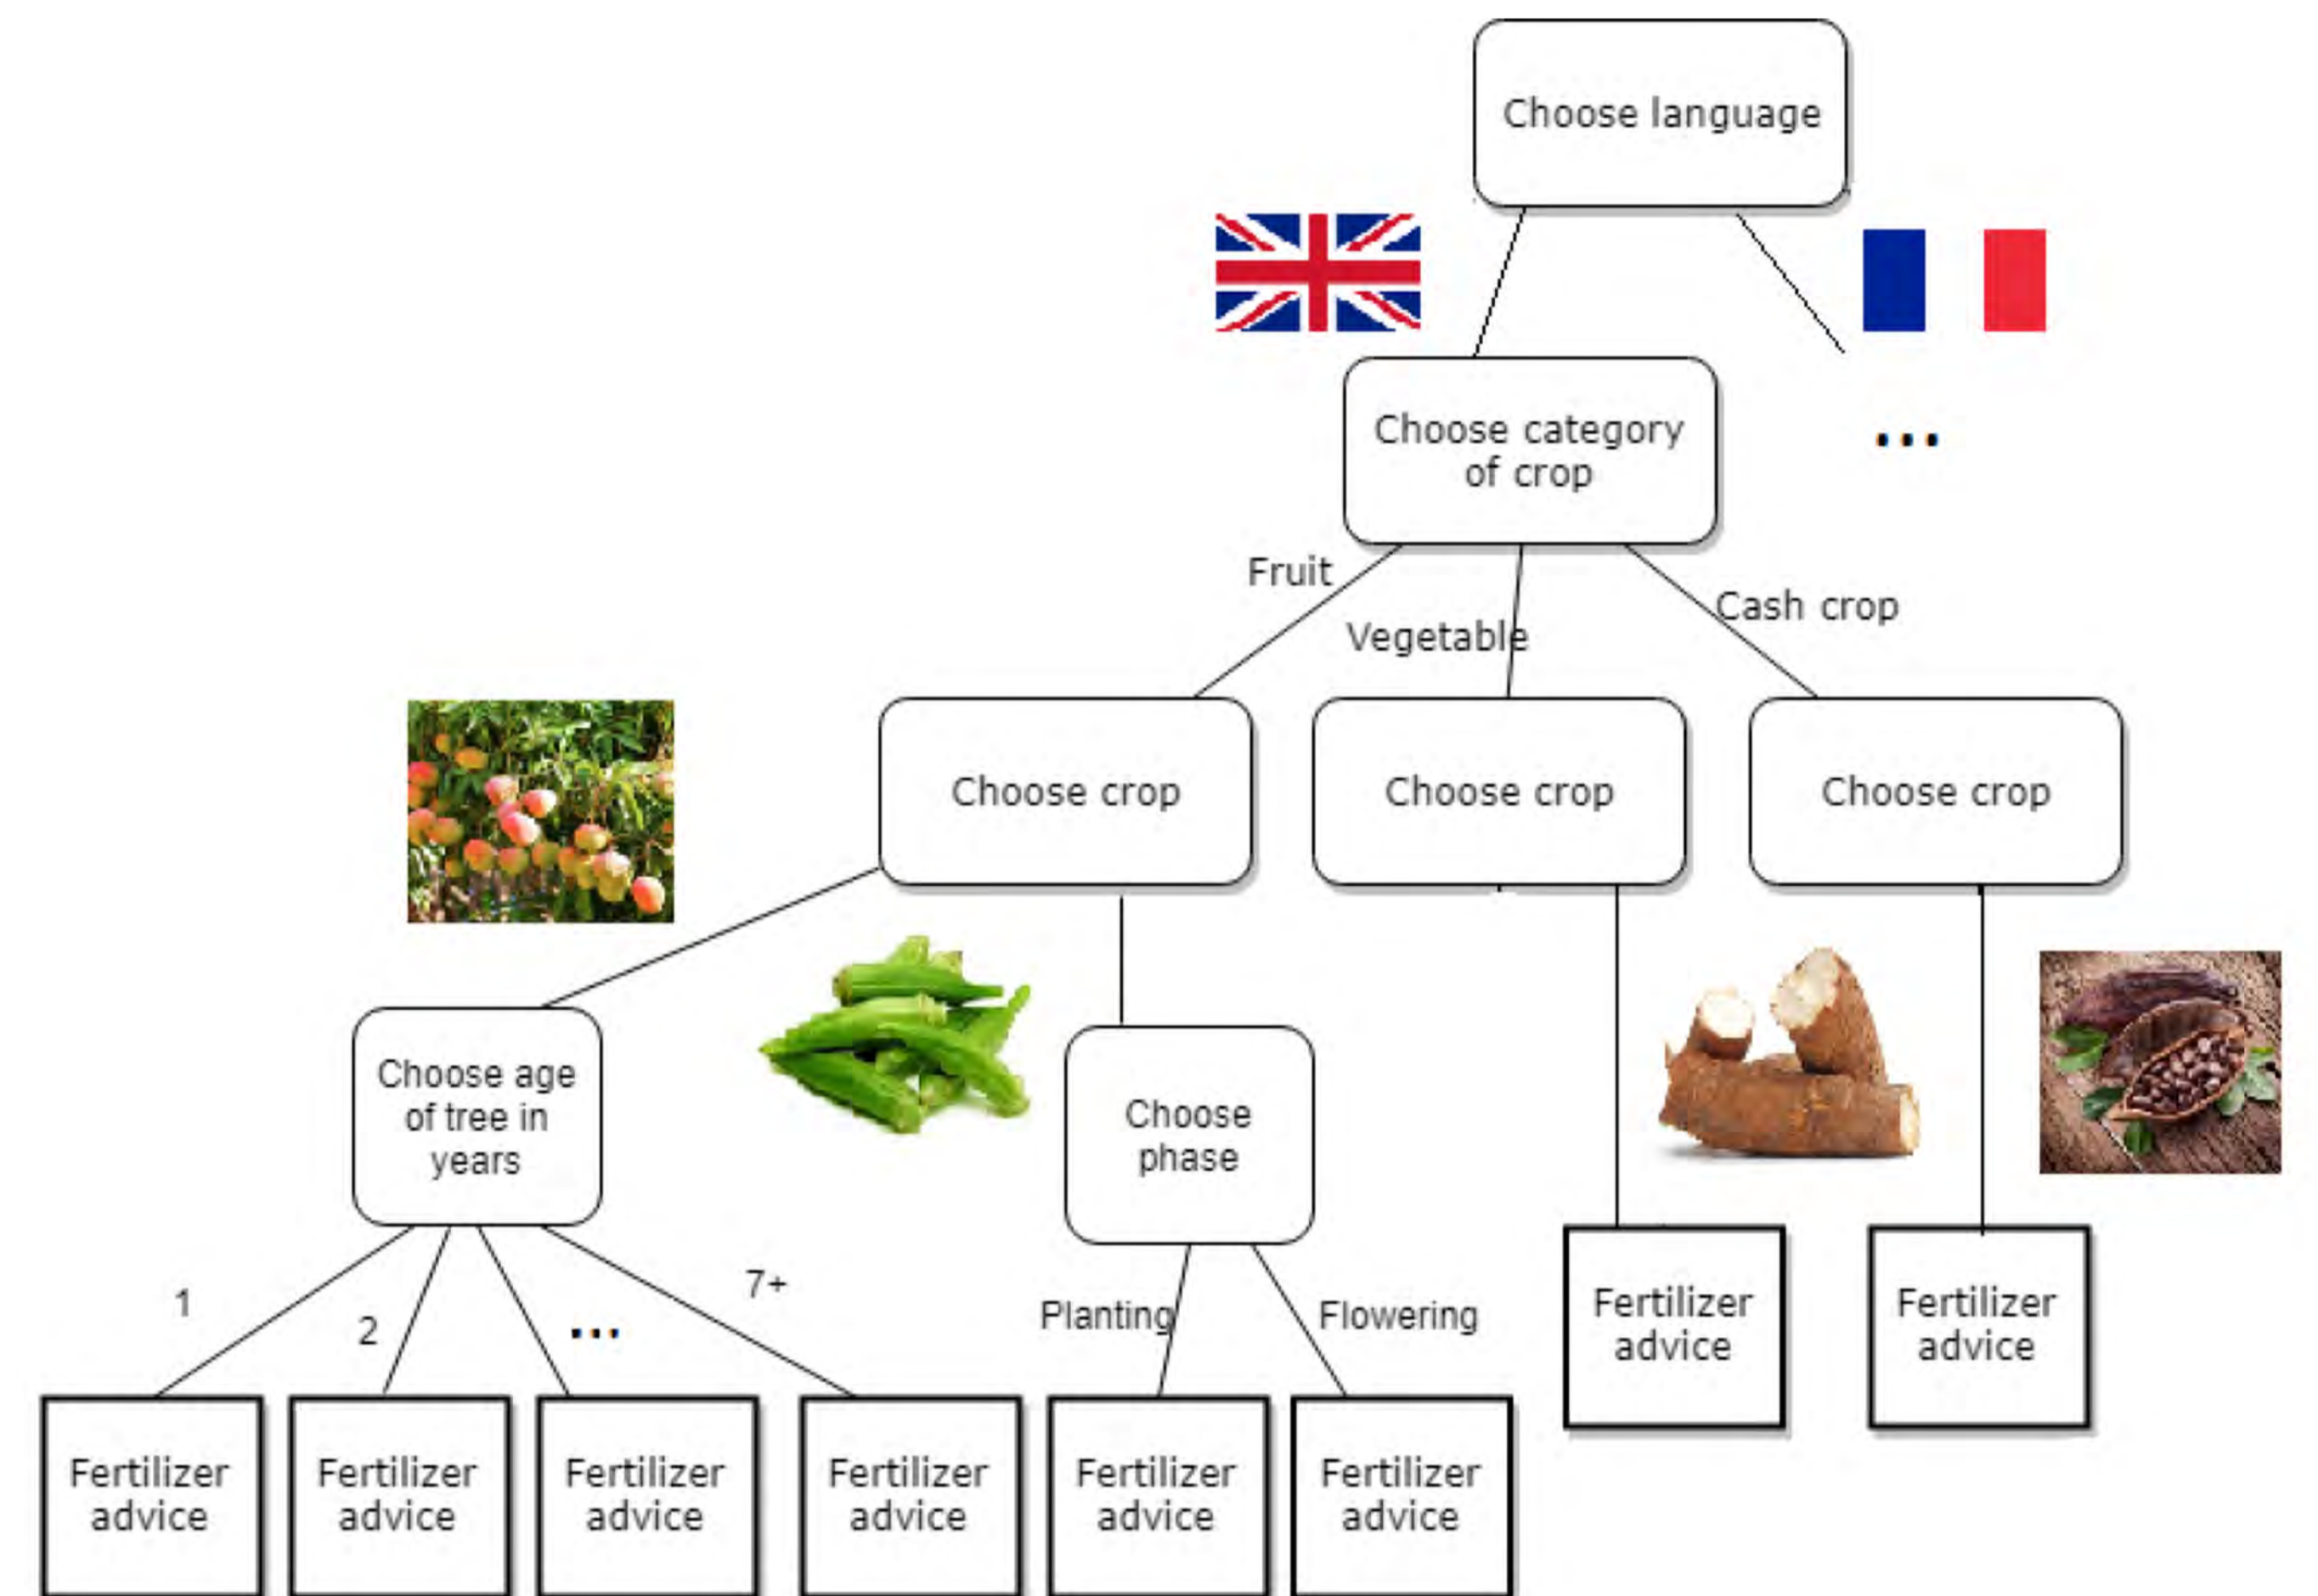 Choose language
Choose category
of crop
...
Fruit
Vegetable
Cash crop
Choose crop
Choose crop
Choose crop
Choose age
of tree in
years
Choose
phase
1
2
...
7+
Planting
Flowering
Fertilizer
advice
Fertilizer
advice
Fertilizer
advice
Fertilizer
advice
Fertilizer
advice
Fertilizer
advice
Fertilizer
advice
Fertilizer
advice